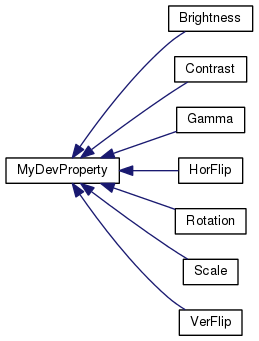 Brightness
Contrast
Gamma
MyDevProperty
HorFlip
Rotation
Scale
VerFlip